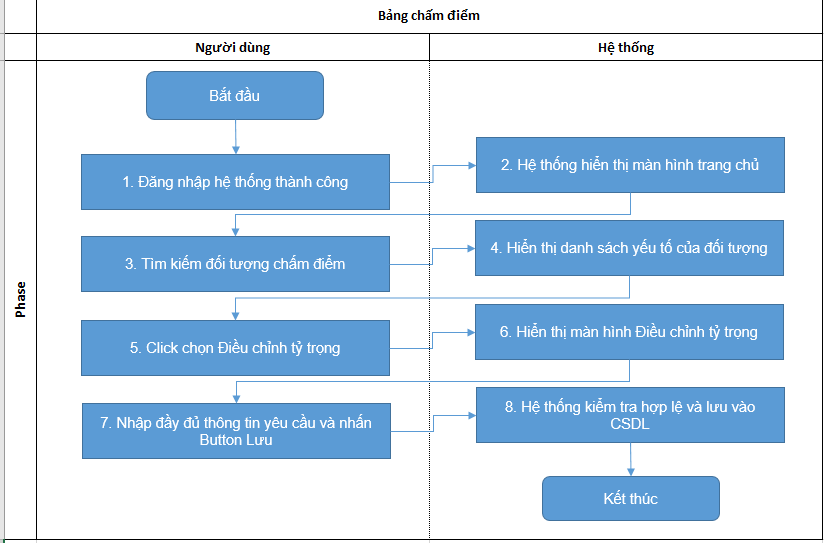 Bảng chấm điểm
Người dùng
Hệ thống
Phase
Bắt đầu
1. Đăng nhập hệ thống thành công
2. Hệ thống hiển thị màn hình trang chủ
3. Tìm kiếm đối tượng chấm điểm
4. Hiển thị danh sách yếu tố của đối tượng
5. Click chọn Điều chỉnh tỷ trọng
6. Hiển thị màn hình Điều chỉnh tỷ trọng
7. Nhập đầy đủ thông tin yêu cầu và nhấn
Button Lưu
8. Hệ thống kiểm tra hợp lệ và lưu vào
CSDL
Kết thúc